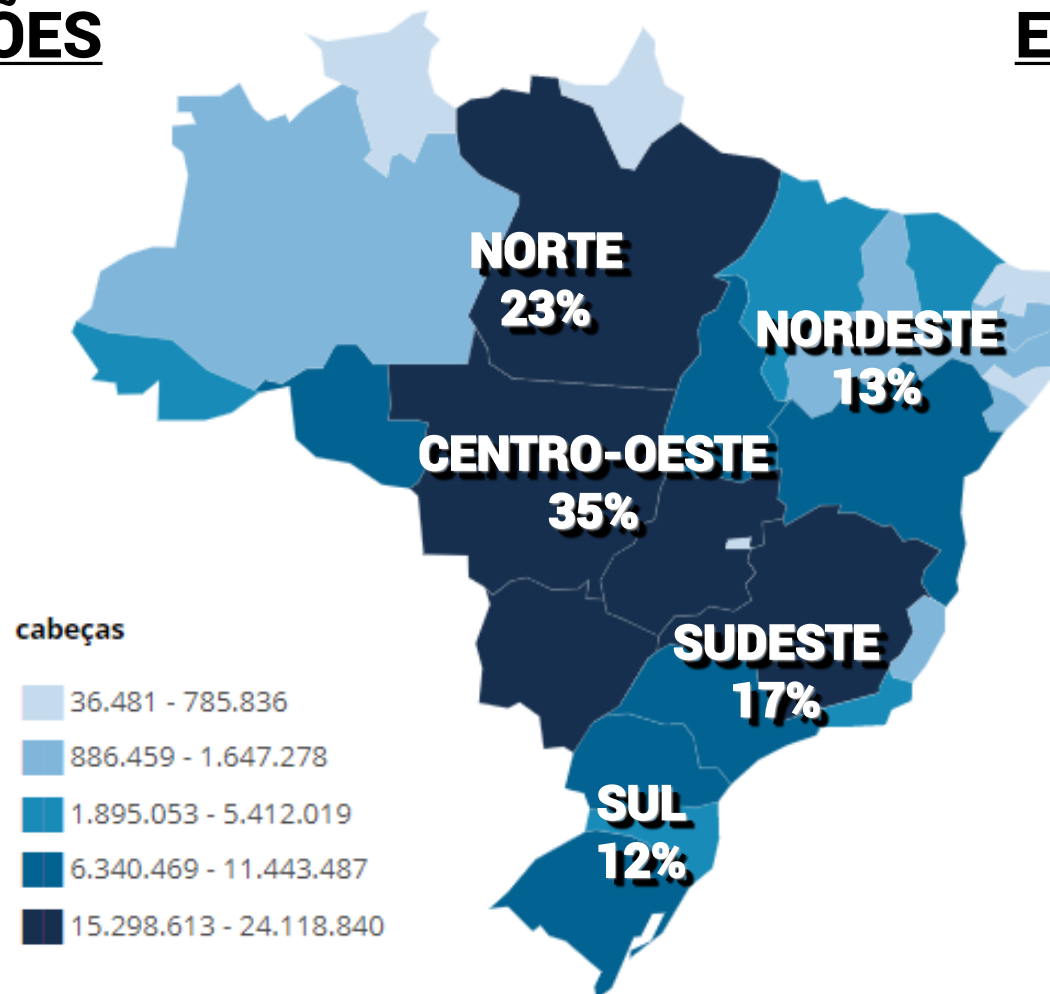 ÕES
E
NORTE
23%
NORDESTE
13%
CENTRO-OESTE
35%
SUDESTE
17%
SUL
12%
cabeças
36.481 - 785.836
886.459 - 1.647.278
1.895.053 - 5.412.019
6.340.469 - 11.443.487
15.298.613 - 24.118.840